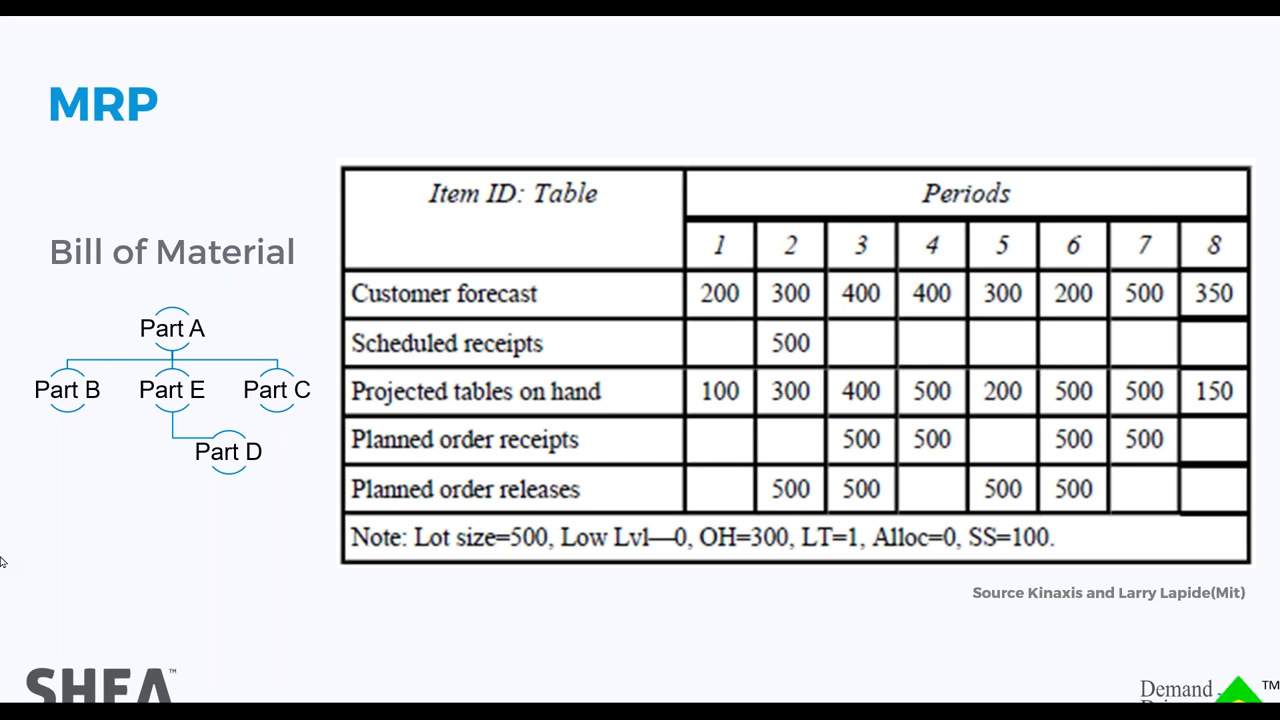 MRP
Bill of Material
Part A
Part B Part E Part C
Part D
Item ID: Table Periods
1 2 3 4 5 6 7 8
Customer forecast 200 300 400 400 300 200 500 350
Scheduled receipts 500
Projected tables on hand 100 300 400 500 200 500 500 150
Planned order receipts 500 500 500 500
Planned order releases 500 500 500 500
Note: Lot size=500, Low Lvl—0, OH=300, LT=1, Alloc=0, SS=100.
Source Kinaxis and Larry Lapide(Mit)
SHEA™
Demand
TM